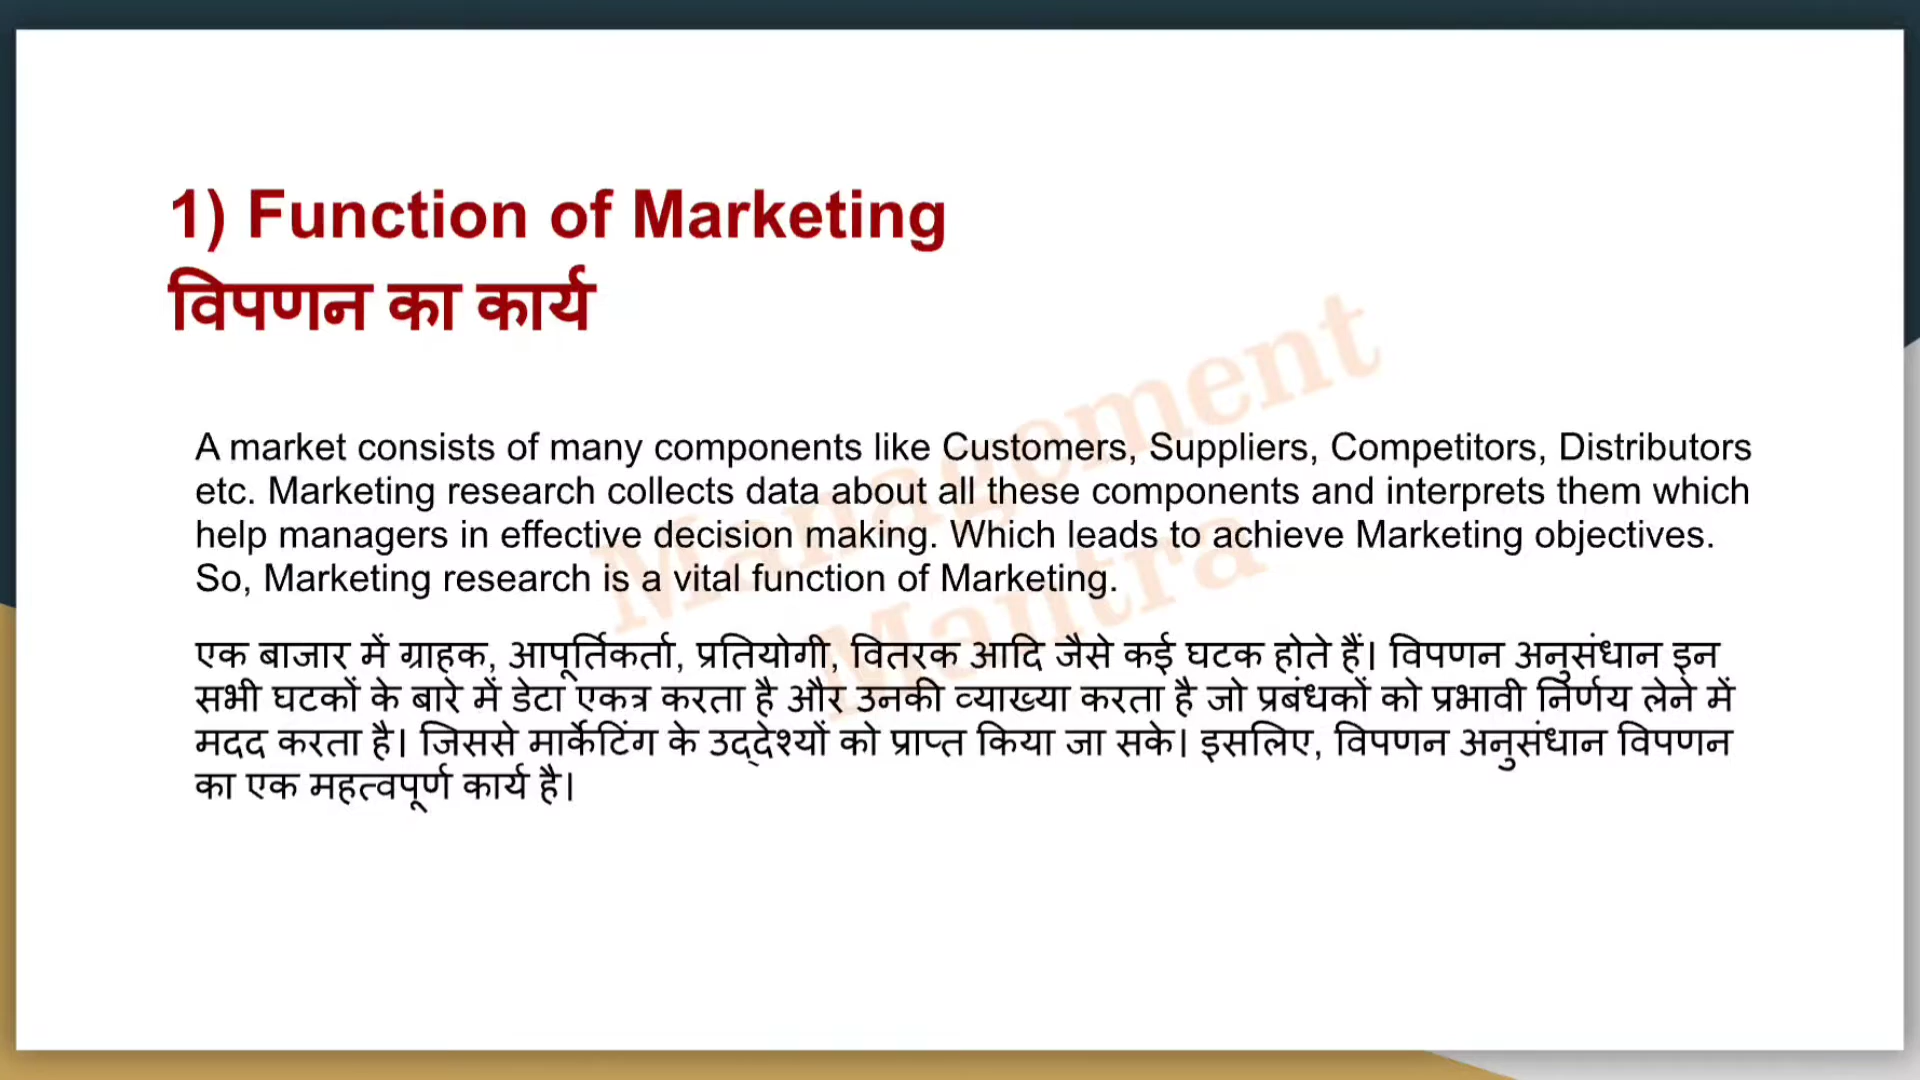 1) Function of Marketing
विपणन का कार्य
A market consists of many components like Customers, Suppliers, Competitors, Distributors
etc. Marketing research collects data about all these components and interprets them which
help managers in effective decision making. Which leads to achieve Marketing objectives.
So, Marketing research is a vital function of Marketing.
एक बाजार में ग्राहक, आपूर्तिकर्ता, प्रतियोगी, वितरक आदि जैसे कई घटक होते हैं। विपणन अनुसंधान इन
सभी घटकों के बारे में डेटा एकत्र करता है और उनकी व्याख्या करता है जो प्रबंधकों को प्रभावी निर्णय लेने में
मदद करता है। जिससे मार्केटिंग के उद्देश्यों को प्राप्त किया जा सके। इसलिए, विपणन अनुसंधान विपणन
का एक महत्वपूर्ण कार्य है।
Management
Mantra